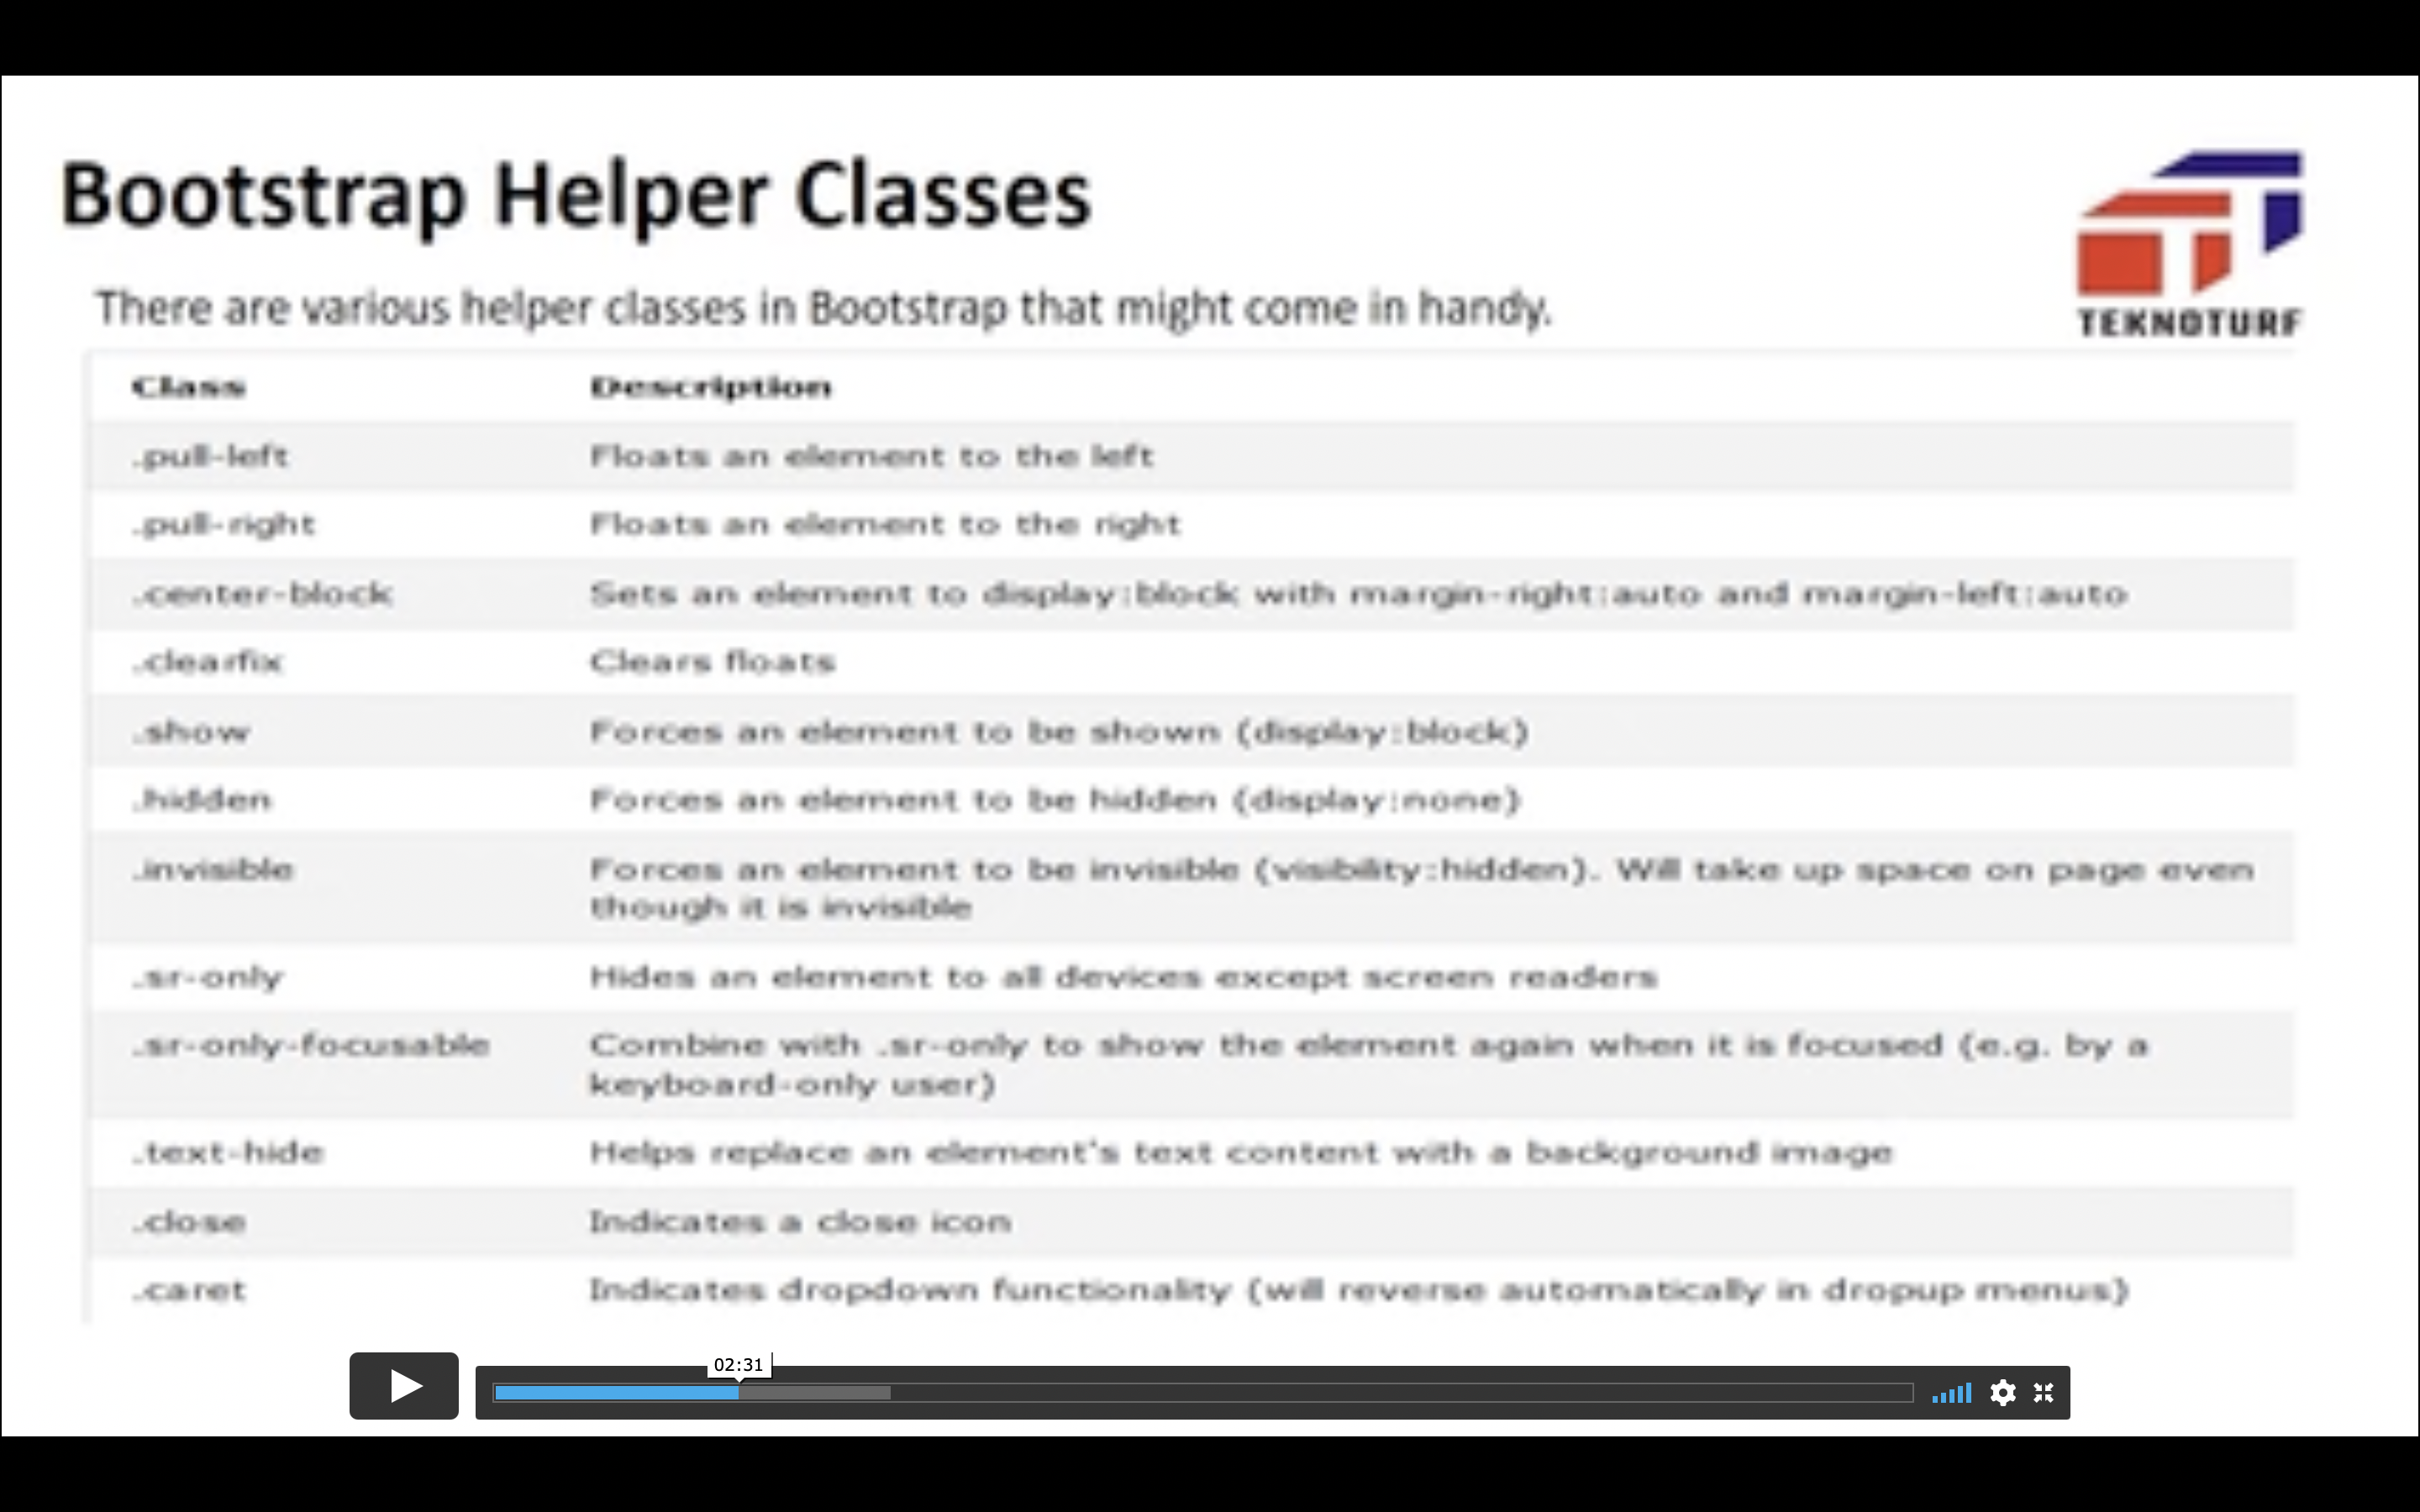 Bootstrap Helper Classes
TEKNOTURF
There are various helper classes in Bootstrap that might come in handy.
Class Description
.pull-left Floats an element to the left
.pull-right Floats an element to the right
.center-block Sets an element to display:block with margin-right:auto and margin-left:auto
.clearfix Clears floats
.show Forces an element to be shown (display:block)
.hidden Forces an element to be hidden (display:none)
.invisible Forces an element to be invisible (visibility:hidden). Will take up space on page even
though it is invisible
.sr-only Hides an element to all devices except screen readers
.sr-only-focusable Combine with .sr-only to show the element again when it is focused (e.g. by a
keyboard-only user)
.text-hide Helps replace an element's text content with a background image
.close Indicates a close icon
.caret Indicates dropdown functionality (will reverse automatically in dropup menus)
02:31